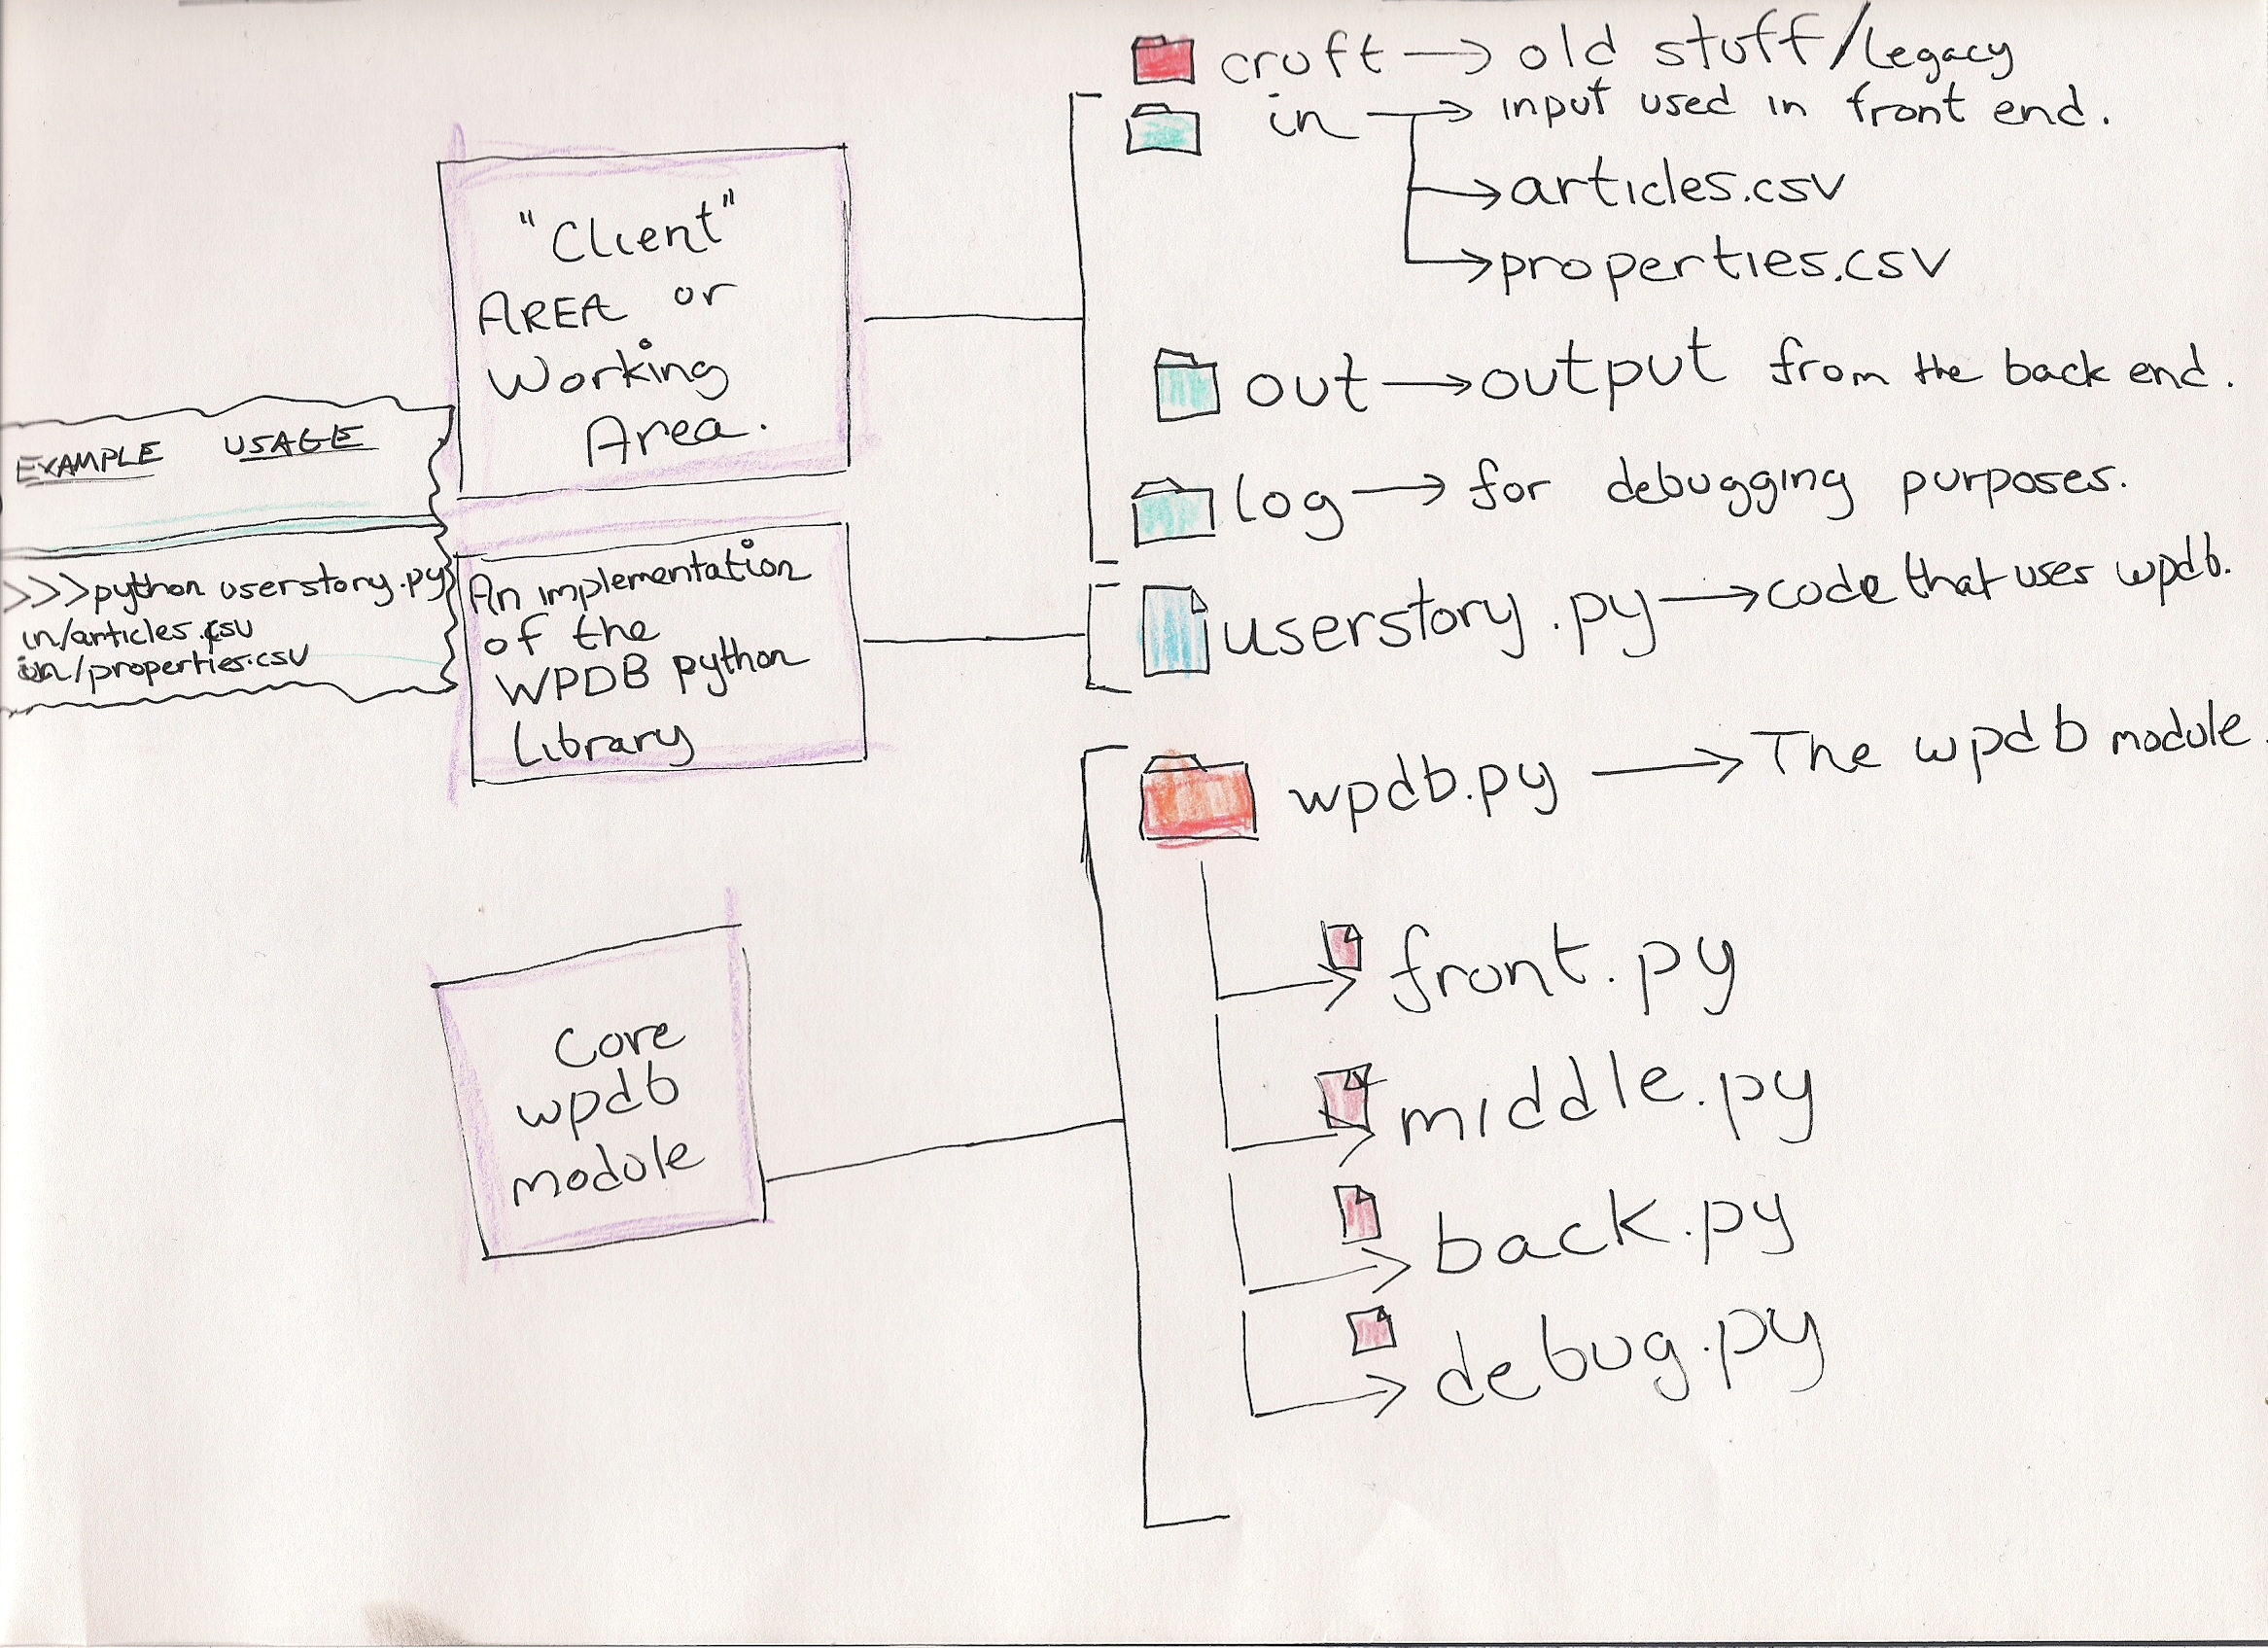 cruft → old stuff/legacy
in → input used in front end.
→ articles.csv
→ properties.csv
out → output from the back end.
log → for debugging purposes.
userstory.py → code that uses wpdb.
wpdb.py → The wpdb module.
→ front.py
→ middle.py
→ back.py
→ debug.py
"Client"
AREA or
Working
Area.
EXAMPLE USAGE
>>>python userstory.py
in/articles.csv
in/properties.csv
An implementation
of the
WPDB python
Library
Core
wpdb
module